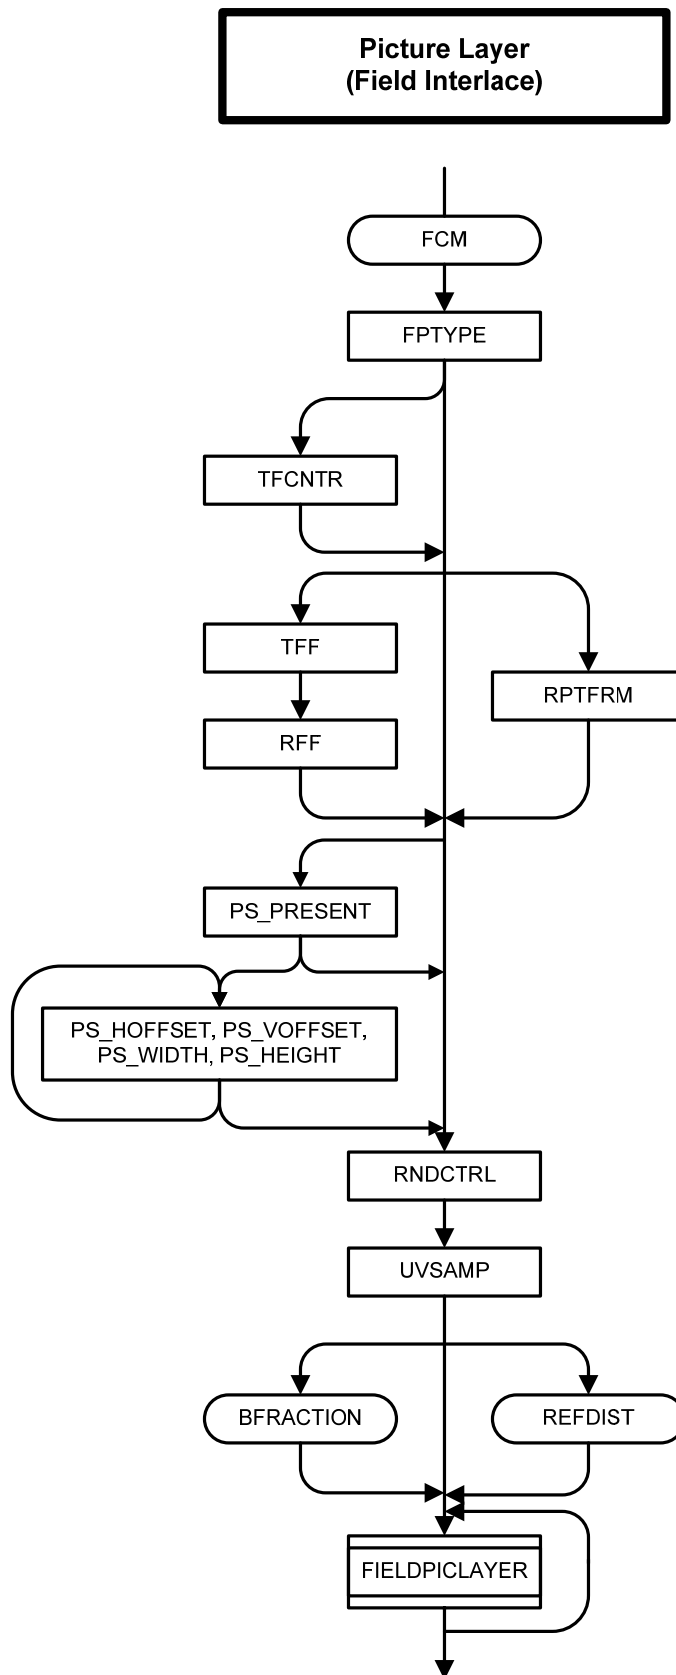 Picture Layer
(Field Interlace)
FCM
FPTYPE
TFCNTR
TFF
RPTFRM
RFF
PS_PRESENT
PS_HOFFSET, PS_VOFFSET,
PS_WIDTH, PS_HEIGHT
RNDCTRL
UVSAMP
BFRACTION
REFDIST
FIELDPICLAYER